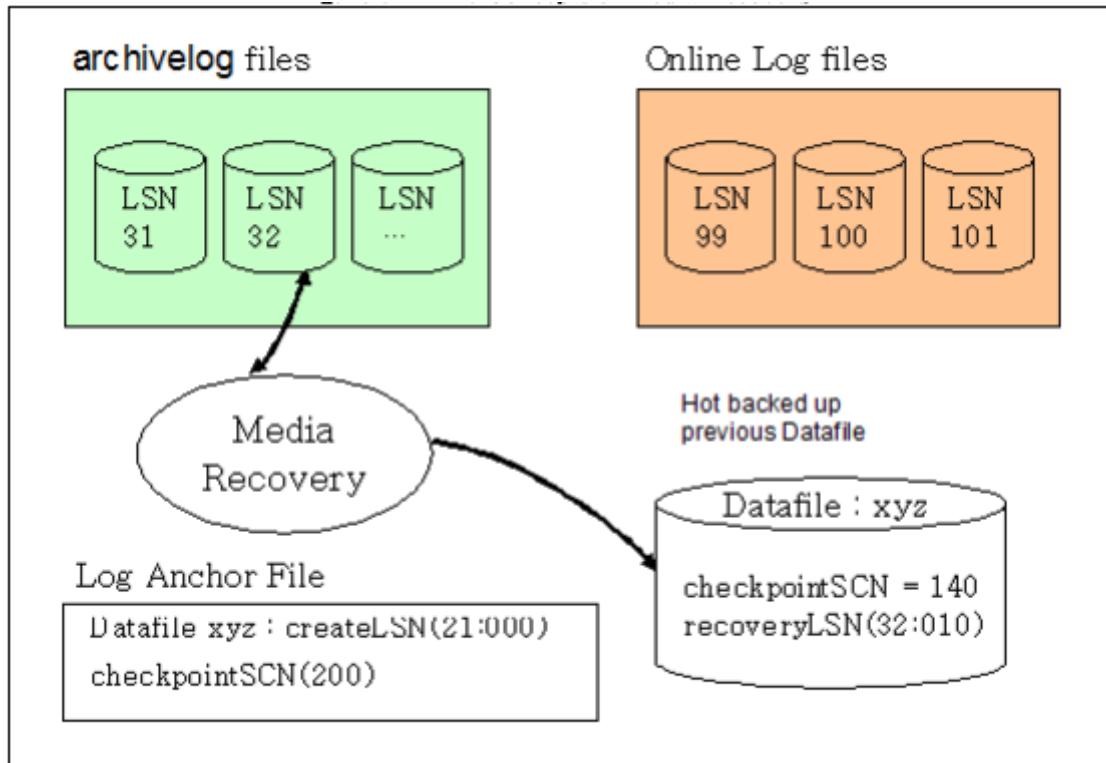 archivelog files
Online Log files
LSN
31
LSN
32
LSN
...
LSN
99
LSN
100
LSN
101
Media
Recovery
Hot backed up
previous Datafile
Datafile : xyz
checkpointSCN = 140
recoveryLSN(32:010)
Log Anchor File
Datafile xyz : createLSN(21:000)
checkpointSCN(200)